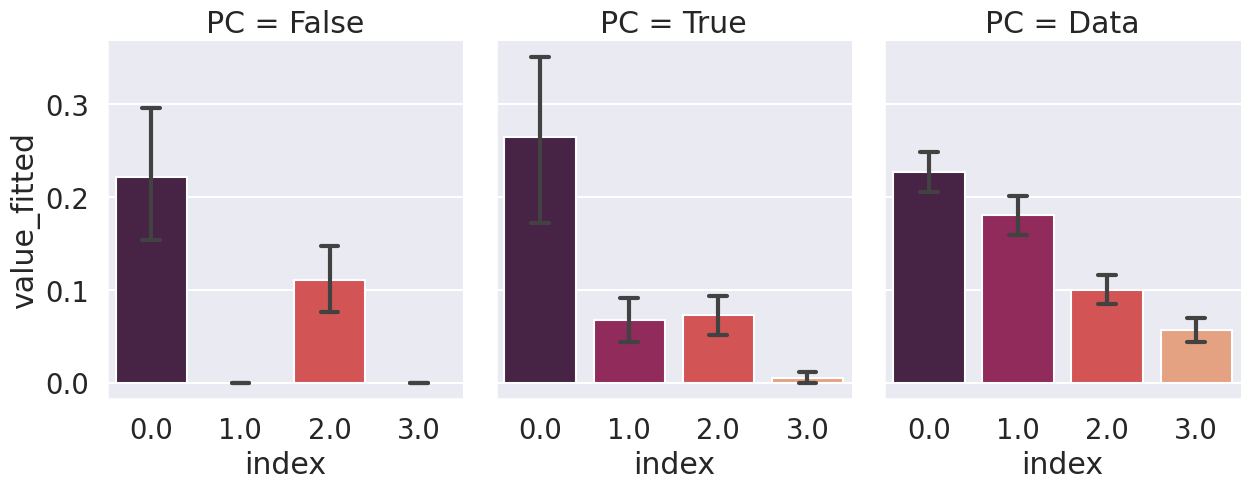 PC = False
PC = True
PC = Data
value_fitted
0.3
0.2
0.1
0.0
0.0 1.0 2.0 3.0
0.0 1.0 2.0 3.0
0.0 1.0 2.0 3.0
index
index
index